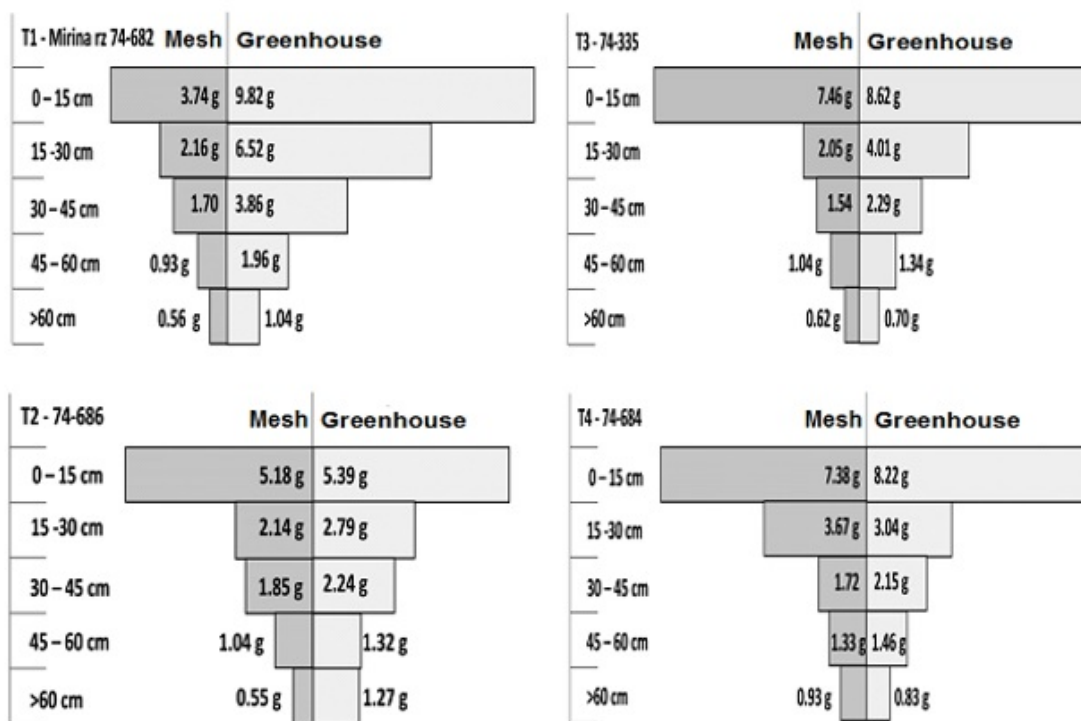 T1 - Mirina rz 74-682 Mesh Greenhouse
0 – 15 cm 3.74 g 9.82 g
15 -30 cm 2.16 g 6.52 g
30 – 45 cm 1.70 3.86 g
45 – 60 cm 0.93 g 1.96 g
>60 cm 0.56 g 1.04 g
T3 - 74-335 Mesh Greenhouse
0 – 15 cm 7.46 g 8.62 g
15 -30 cm 2.05 g 4.01 g
30 – 45 cm 1.54 2.29 g
45 – 60 cm 1.04 g 1.34 g
>60 cm 0.62 g 0.70 g
T2 - 74-686 Mesh Greenhouse
0 – 15 cm 5.18 g 5.39 g
15 -30 cm 2.14 g 2.79 g
30 – 45 cm 1.85 g 2.24 g
45 – 60 cm 1.04 g 1.32 g
>60 cm 0.55 g 1.27 g
T4 - 74-684 Mesh Greenhouse
0 – 15 cm 7.38 g 8.22 g
15 -30 cm 3.67 g 3.04 g
30 – 45 cm 1.72 2.15 g
45 – 60 cm 1.33 g 1.46 g
>60 cm 0.93 g 0.83 g